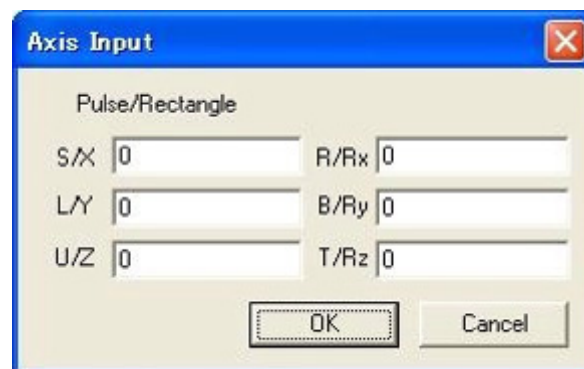 Axis Input
Pulse/Rectangle
S/X 0 R/Rx 0
L/Y 0 B/Ry 0
U/Z 0 T/Rz 0
OK Cancel